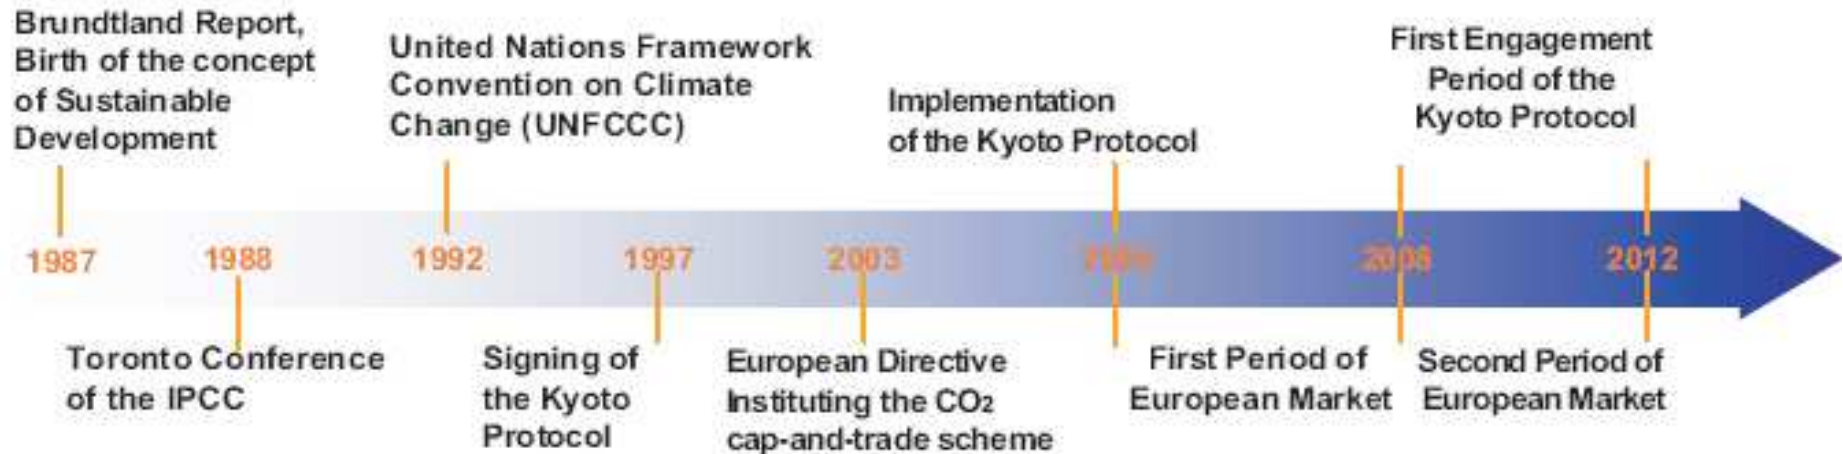 Brundtland Report,
Birth of the concept
of Sustainable
Development
United Nations Framework
Convention on Climate
Change (UNFCCC)
Implementation
of the Kyoto Protocol
First Engagement
Period of the
Kyoto Protocol
1987 1988 1992 1997 2003 2008 2012
Toronto Conference
of the IPCC
Signing of
the Kyoto
Protocol
European Directive
Instituting the CO₂
cap-and-trade scheme
First Period of
European Market
Second Period of
European Market